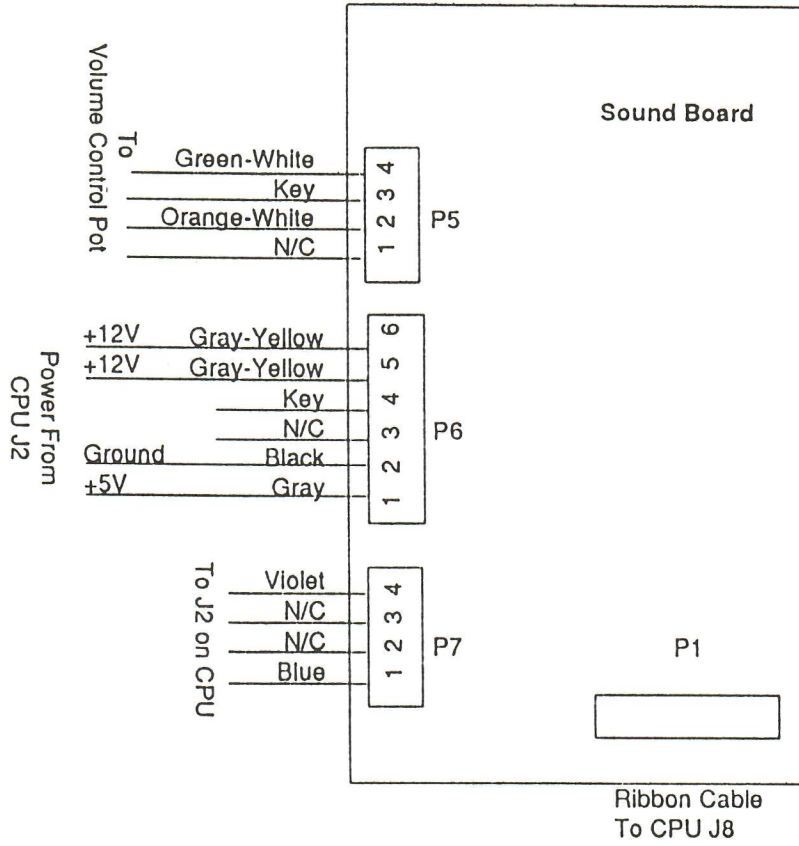 Sound Board
To
Volume Control Pot
Green-White 4
Key 3
Orange-White 2
N/C 1
P5
Power From
CPU J2
+12V Gray-Yellow 6
+12V Gray-Yellow 5
Key 4
N/C 3
Ground Black 2
+5V Gray 1
P6
To J2 on CPU
Violet 4
N/C 3
N/C 2
Blue 1
P7
P1
Ribbon Cable
To CPU J8